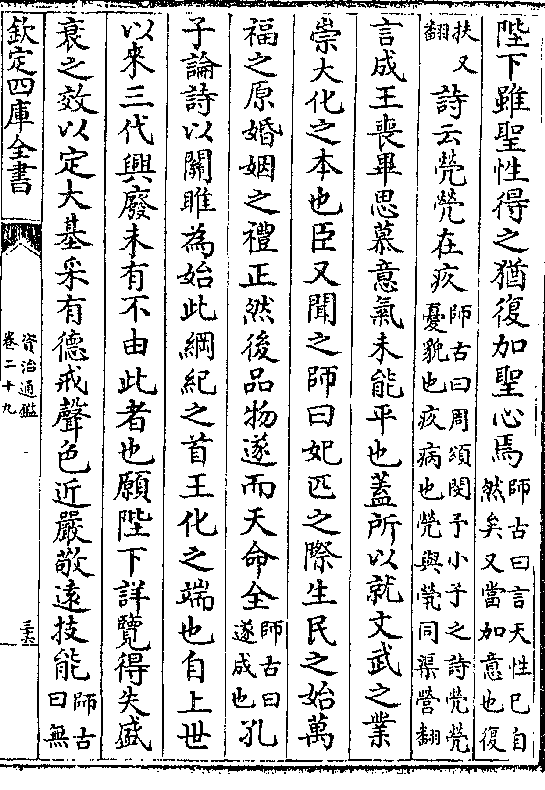 陛下雖聖性得之猶復加聖心焉師古曰言天性已自然矣又當加意也復
扶又翻詩云煢煢在疚師古曰周頌閔予小子之詩煢煢憂貌也疚病也煢與㷀同渠營翻
言成王喪畢思慕意氣未能平也蓋所以就文武之業
崇大化之本也臣又聞之師曰妃匹之際生民之始萬
福之原婚姻之禮正然後品物遂而天命全師古曰遂成也孔
子論詩以關雎為始此綱紀之首王化之端也自上世
以來三代興廢未有不由此者也願陛下詳覽得失盛
衰之效以定大基采有德戒聲色近嚴敬遠技能師古曰無
欽定四庫全書
資治通鑑
卷二十九
三五